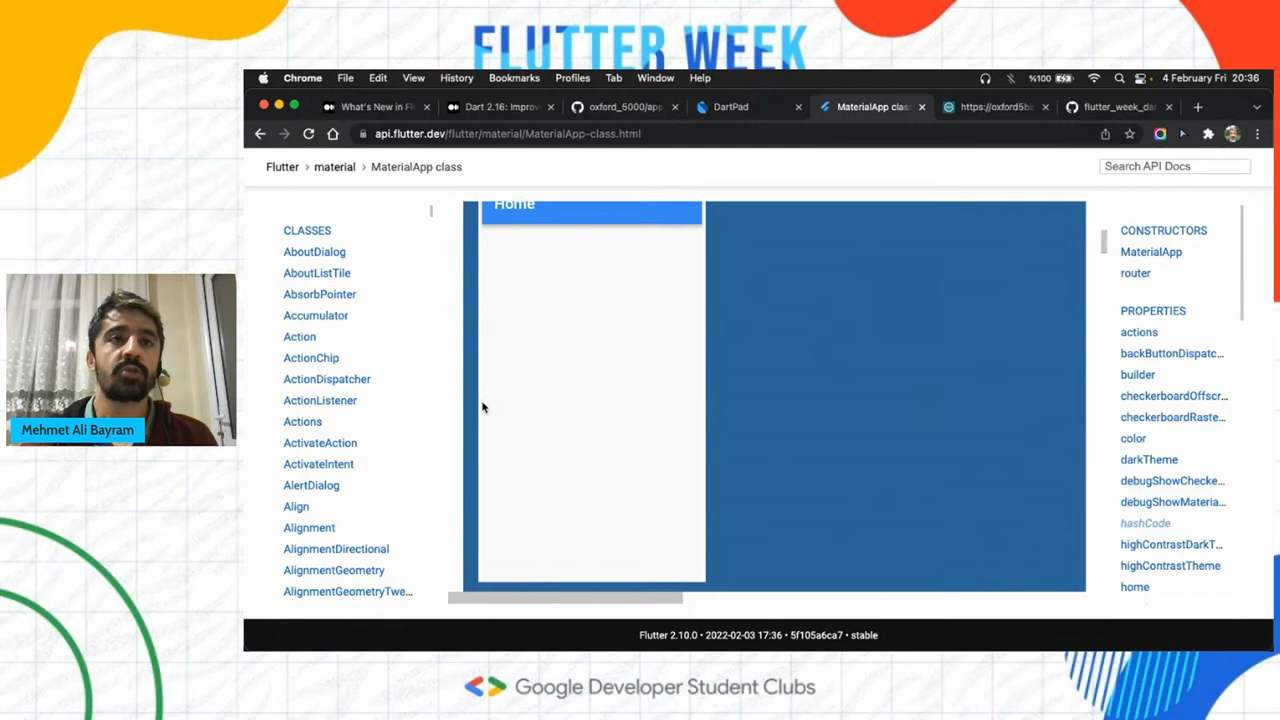 FLUTTER WEEK
Chrome File Edit View History Bookmarks Profiles Tab Window Help
%100 4 February Fri 20:36
What's New in Fl
Dart 2.16: Improv
oxford_5000/app
DartPad
MaterialApp clas
https://oxford5bi
flutter_week_dar
api.flutter.dev/flutter/material/MaterialApp-class.html
Flutter > material > MaterialApp class
Search API Docs
Home
CLASSES
AboutDialog
AboutListTile
AbsorbPointer
Accumulator
Action
ActionChip
ActionDispatcher
ActionListener
Actions
ActivateAction
ActivateIntent
AlertDialog
Align
Alignment
AlignmentDirectional
AlignmentGeometry
AlignmentGeometryTwe...
CONSTRUCTORS
MaterialApp
router
PROPERTIES
actions
backButtonDispatc...
builder
checkerboardOffscr...
checkerboardRaste...
color
darkTheme
debugShowChecke...
debugShowMateria...
hashCode
highContrastDarkT...
highContrastTheme
home
Mehmet Ali Bayram
Flutter 2.10.0 • 2022-02-03 17:36 • 5f105a6ca7 • stable
Google Developer Student Clubs